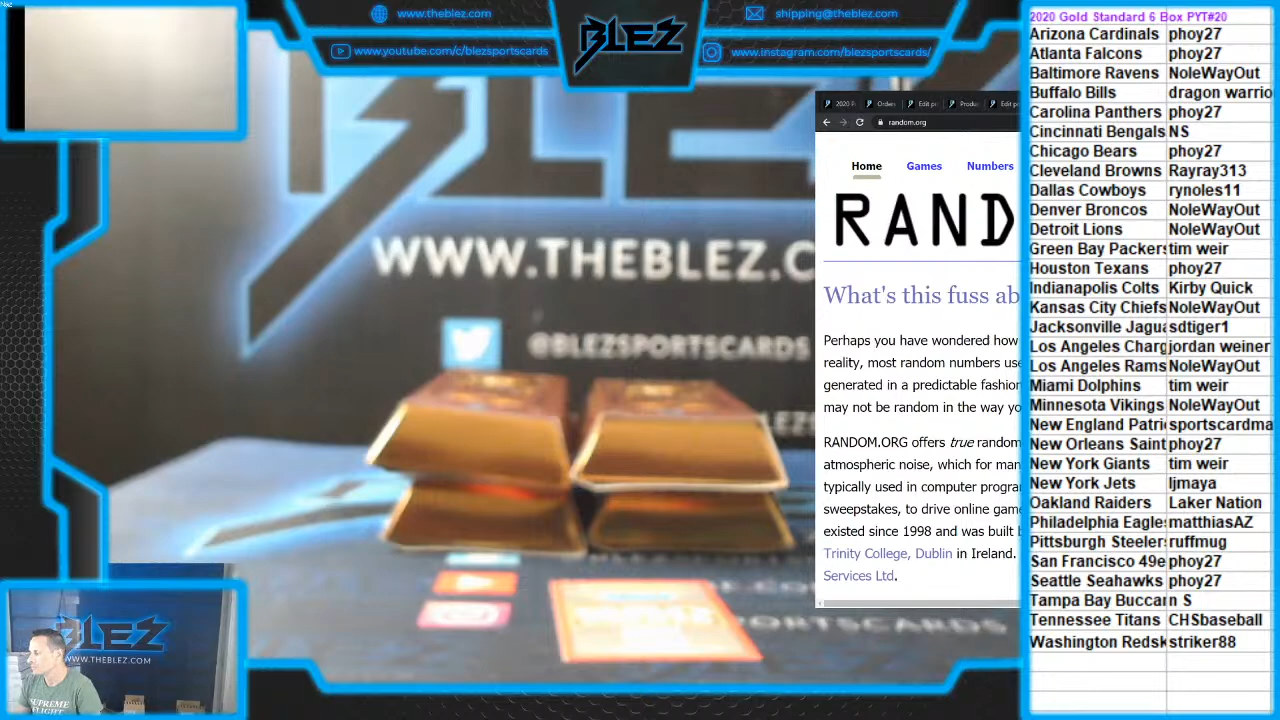 www.theblez.com
www.youtube.com/c/blezsportscards
BLEZ
shipping@theblez.com
www.instagram.com/blezsportscards/
WWW.THEBLEZ.C
@BLEZSPORTSCARDS
Orders
Edit p
Produ
Edit p
random.org
Home Games Numbers
RAND
What's this fuss ab
Perhaps you have wondered how
reality, most random numbers use
generated in a predictable fashion
may not be random in the way yo
RANDOM.ORG offers true random
atmospheric noise, which for man
typically used in computer progra
sweepstakes, to drive online game
existed since 1998 and was built b
Trinity College, Dublin in Ireland.
Services Ltd.
BLEZ
WWW.THEBLEZ.COM
SUPREME
2020 Gold Standard 6 Box PYT#20
Arizona Cardinals phoy27
Atlanta Falcons phoy27
Baltimore Ravens NoleWayOut
Buffalo Bills dragon warrio
Carolina Panthers phoy27
Cincinnati Bengals NS
Chicago Bears phoy27
Cleveland Browns Rayray313
Dallas Cowboys rynoles11
Denver Broncos NoleWayOut
Detroit Lions NoleWayOut
Green Bay Packers tim weir
Houston Texans phoy27
Indianapolis Colts Kirby Quick
Kansas City Chiefs NoleWayOut
Jacksonville Jagua sdtiger1
Los Angeles Charg jordan weiner
Los Angeles Rams NoleWayOut
Miami Dolphins tim weir
Minnesota Vikings NoleWayOut
New England Patri sportscardma
New Orleans Saint phoy27
New York Giants tim weir
New York Jets ljmaya
Oakland Raiders Laker Nation
Philadelphia Eagles matthiasAZ
Pittsburgh Steelers ruffmug
San Francisco 49e phoy27
Seattle Seahawks phoy27
Tampa Bay Buccan n S
Tennessee Titans CHSbaseball
Washington Redsk striker88